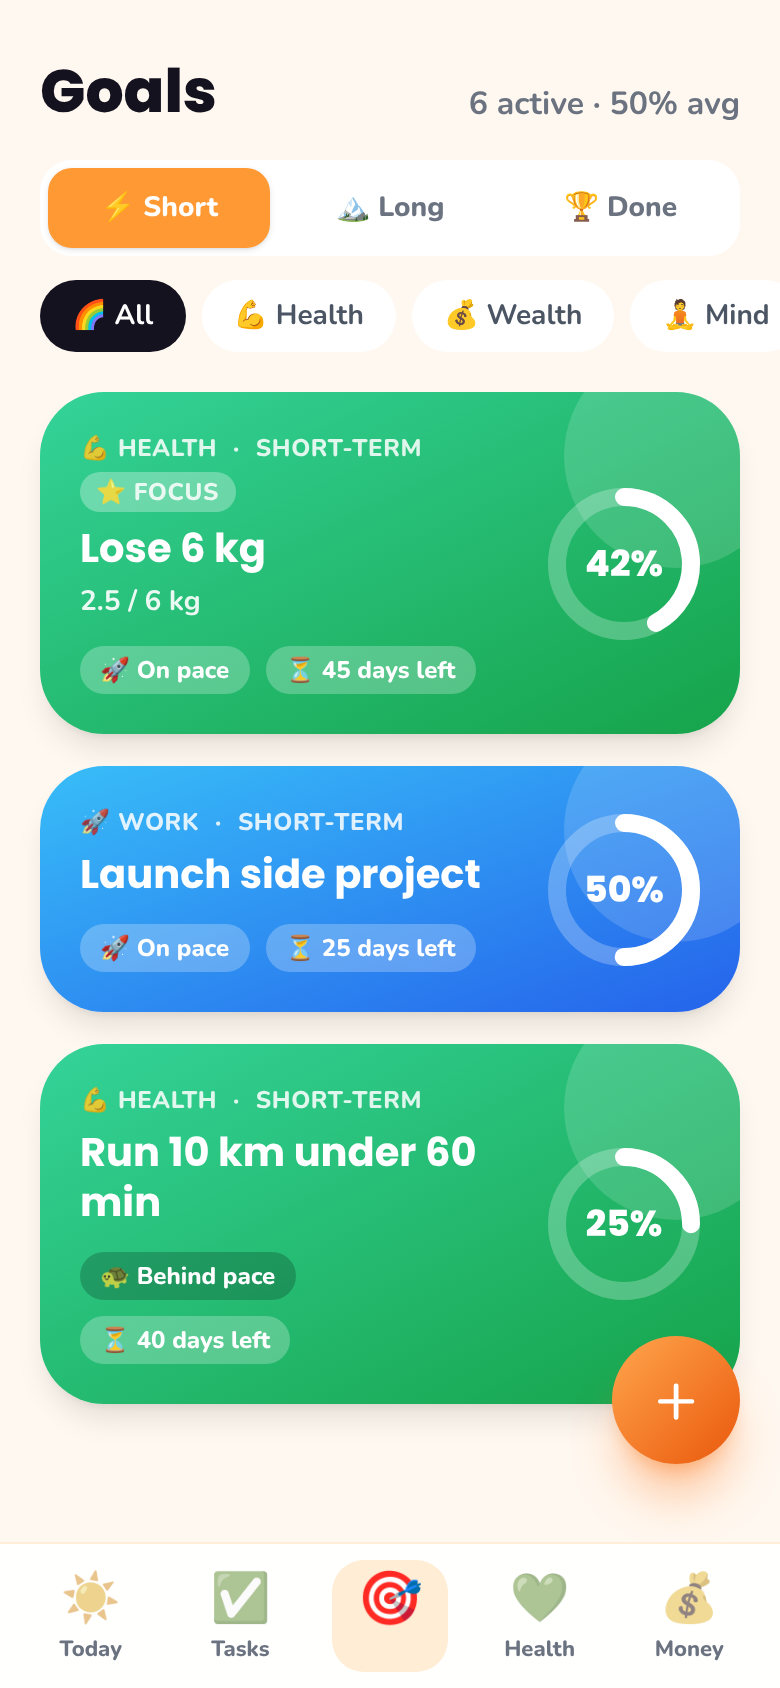 Goals
6 active · 50% avg
⚡ Short
🏔️ Long
🏆 Done
🌈 All
💪 Health
💰 Wealth
🧘 Mind
💪 HEALTH · SHORT-TERM
⭐ FOCUS
Lose 6 kg
2.5 / 6 kg
42%
🚀 On pace
⏳ 45 days left
🚀 WORK · SHORT-TERM
Launch side project
50%
🚀 On pace
⏳ 25 days left
💪 HEALTH · SHORT-TERM
Run 10 km under 60
min
25%
🐢 Behind pace
⏳ 40 days left
+
Today
Tasks
Health
Money